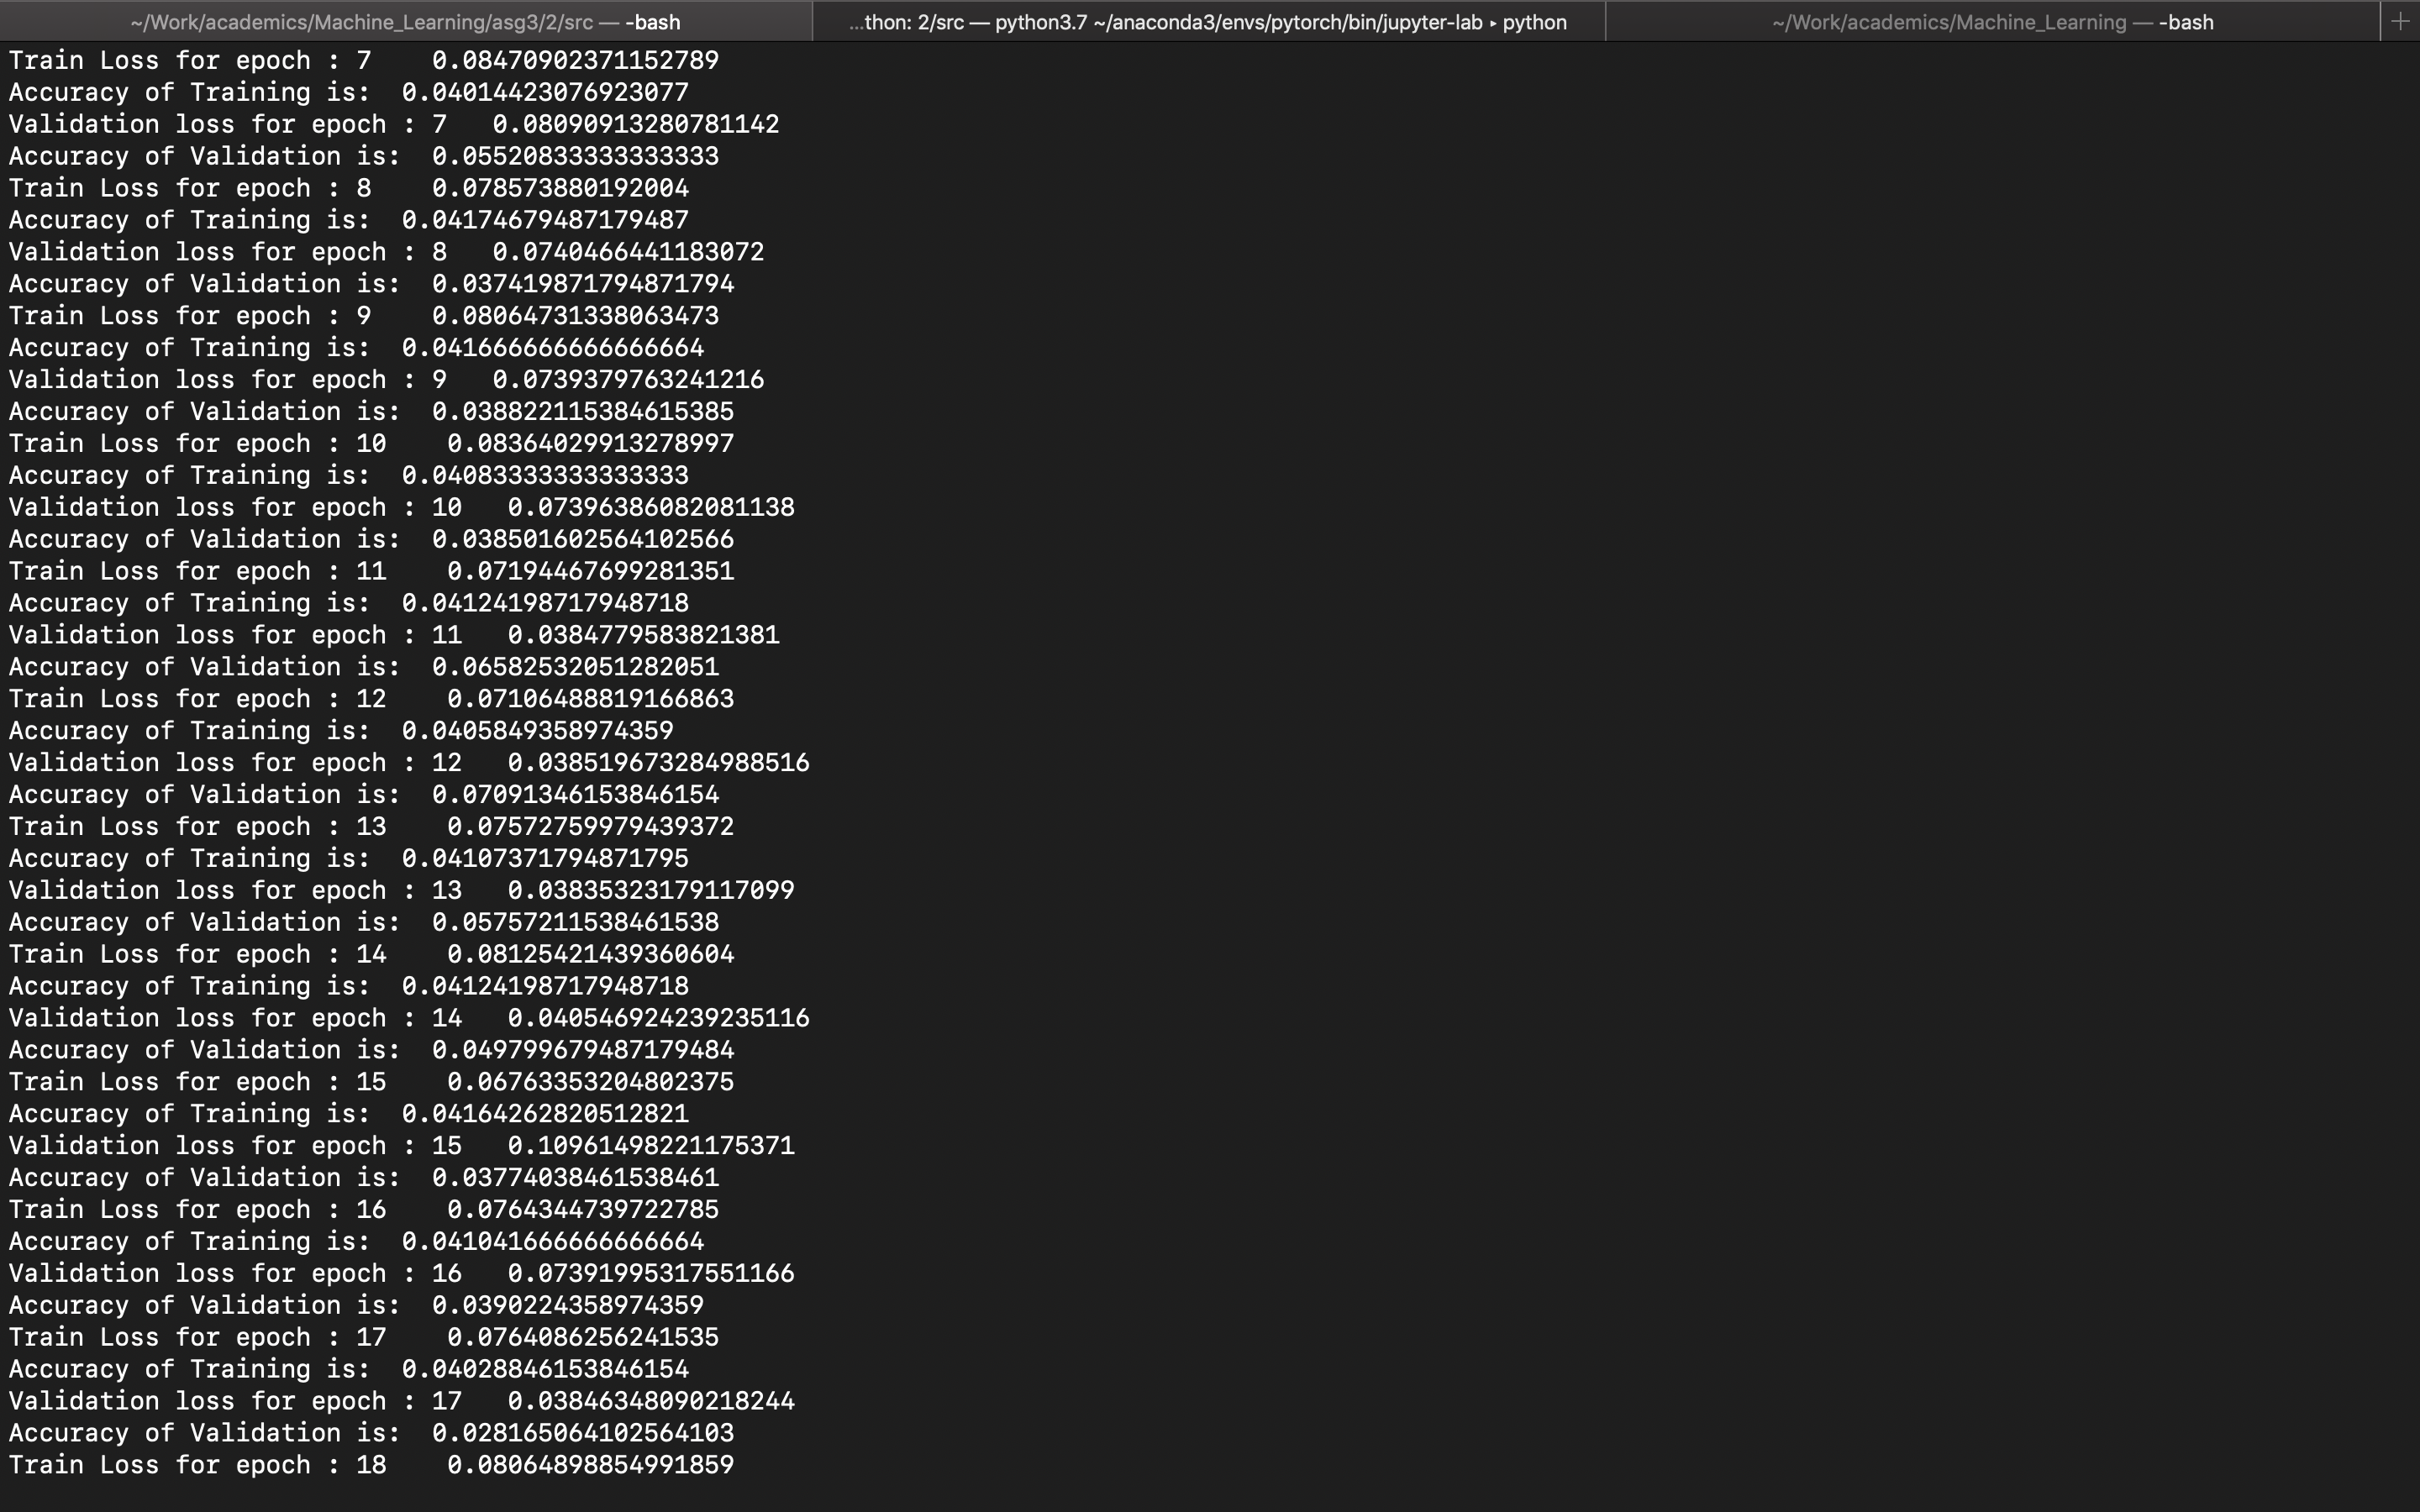 ~/Work/academics/Machine_Learning/asg3/2/src — -bash
...thon: 2/src — python3.7 ~/anaconda3/envs/pytorch/bin/jupyter-lab ▸ python
~/Work/academics/Machine_Learning — -bash
+
Train Loss for epoch : 7    0.08470902371152789
Accuracy of Training is:  0.04014423076923077
Validation loss for epoch : 7   0.08090913280781142
Accuracy of Validation is:  0.05520833333333333
Train Loss for epoch : 8    0.078573880192004
Accuracy of Training is:  0.04174679487179487
Validation loss for epoch : 8   0.0740466441183072
Accuracy of Validation is:  0.037419871794871794
Train Loss for epoch : 9    0.08064731338063473
Accuracy of Training is:  0.041666666666666664
Validation loss for epoch : 9   0.0739379763241216
Accuracy of Validation is:  0.038822115384615385
Train Loss for epoch : 10    0.08364029913278997
Accuracy of Training is:  0.04083333333333333
Validation loss for epoch : 10   0.07396386082081138
Accuracy of Validation is:  0.038501602564102566
Train Loss for epoch : 11    0.07194467699281351
Accuracy of Training is:  0.04124198717948718
Validation loss for epoch : 11   0.0384779583821381
Accuracy of Validation is:  0.06582532051282051
Train Loss for epoch : 12    0.07106488819166863
Accuracy of Training is:  0.0405849358974359
Validation loss for epoch : 12   0.038519673284988516
Accuracy of Validation is:  0.07091346153846154
Train Loss for epoch : 13    0.07572759979439372
Accuracy of Training is:  0.04107371794871795
Validation loss for epoch : 13   0.03835323179117099
Accuracy of Validation is:  0.05757211538461538
Train Loss for epoch : 14    0.08125421439360604
Accuracy of Training is:  0.04124198717948718
Validation loss for epoch : 14   0.040546924239235116
Accuracy of Validation is:  0.049799679487179484
Train Loss for epoch : 15    0.06763353204802375
Accuracy of Training is:  0.04164262820512821
Validation loss for epoch : 15   0.10961498221175371
Accuracy of Validation is:  0.03774038461538461
Train Loss for epoch : 16    0.0764344739722785
Accuracy of Training is:  0.041041666666666664
Validation loss for epoch : 16   0.07391995317551166
Accuracy of Validation is:  0.0390224358974359
Train Loss for epoch : 17    0.0764086256241535
Accuracy of Training is:  0.04028846153846154
Validation loss for epoch : 17   0.03846348090218244
Accuracy of Validation is:  0.028165064102564103
Train Loss for epoch : 18    0.08064898854991859